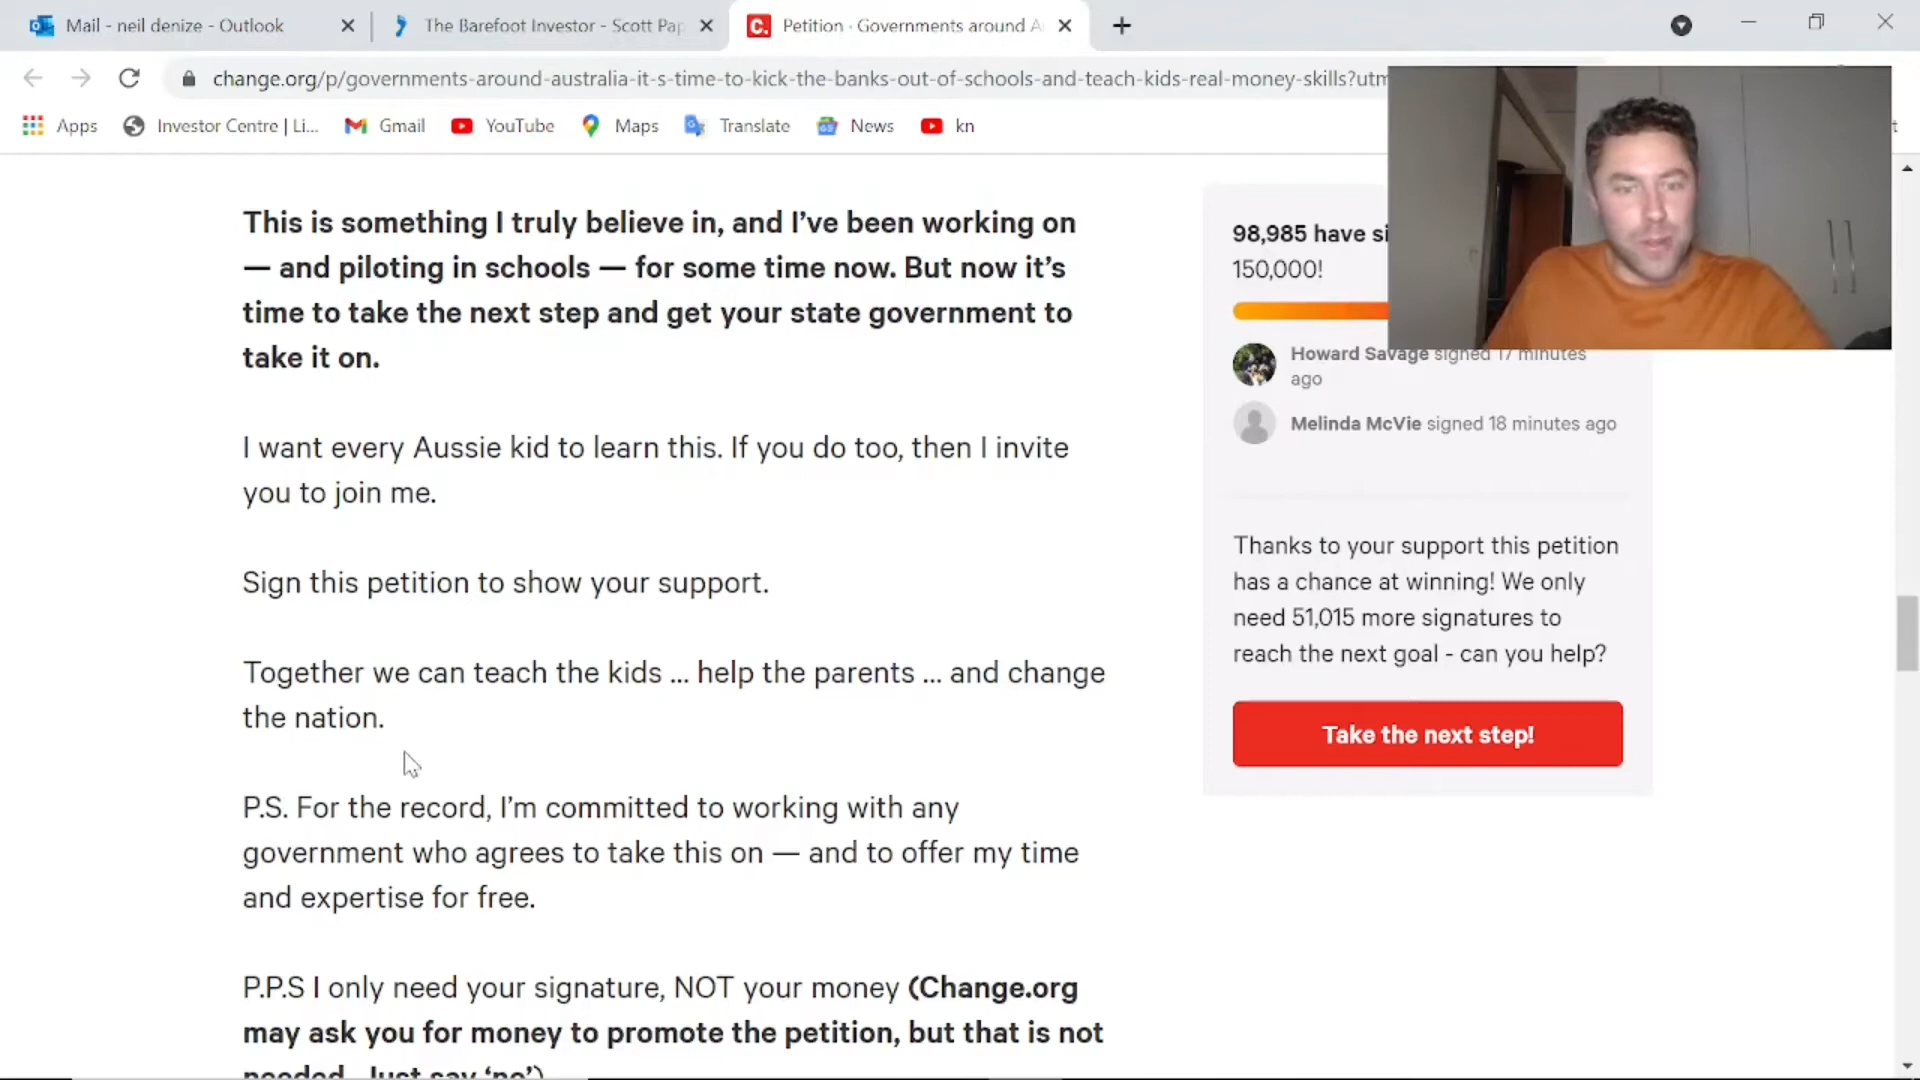 Mail - neil denize - Outlook
The Barefoot Investor - Scott Pap
Petition · Governments around A
change.org/p/governments-around-australia-it-s-time-to-kick-the-banks-out-of-schools-and-teach-kids-real-money-skills?utm
Apps
Investor Centre | Li...
Gmail
YouTube
Maps
Translate
News
kn
This is something I truly believe in, and I’ve been working on
— and piloting in schools — for some time now. But now it’s
time to take the next step and get your state government to
take it on.
I want every Aussie kid to learn this. If you do too, then I invite
you to join me.
Sign this petition to show your support.
Together we can teach the kids ... help the parents ... and change
the nation.
P.S. For the record, I’m committed to working with any
government who agrees to take this on — and to offer my time
and expertise for free.
P.P.S I only need your signature, NOT your money (Change.org
may ask you for money to promote the petition, but that is not
needed. Just say ‘no’)
98,985 have si
150,000!
Howard Savage signed 17 minutes
ago
Melinda McVie signed 18 minutes ago
Thanks to your support this petition
has a chance at winning! We only
need 51,015 more signatures to
reach the next goal - can you help?
Take the next step!